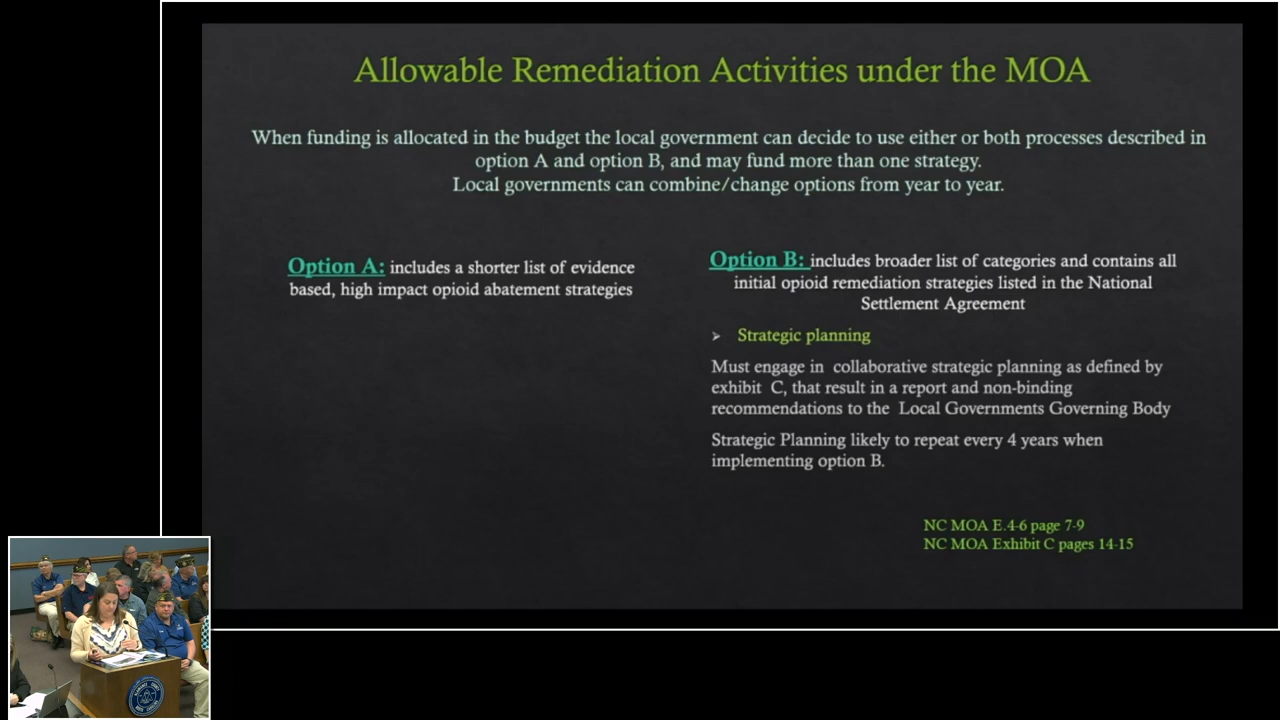 Allowable Remediation Activities under the MOA
When funding is allocated in the budget the local government can decide to use either or both processes described in
option A and option B, and may fund more than one strategy.
Local governments can combine/change options from year to year.
Option A: includes a shorter list of evidence
based, high impact opioid abatement strategies
Option B: includes broader list of categories and contains all
initial opioid remediation strategies listed in the National
Settlement Agreement
Strategic planning
Must engage in collaborative strategic planning as defined by
exhibit C, that result in a report and non-binding
recommendations to the Local Governments Governing Body
Strategic Planning likely to repeat every 4 years when
implementing option B.
NC MOA E.4-6 page 7-9
NC MOA Exhibit C pages 14-15